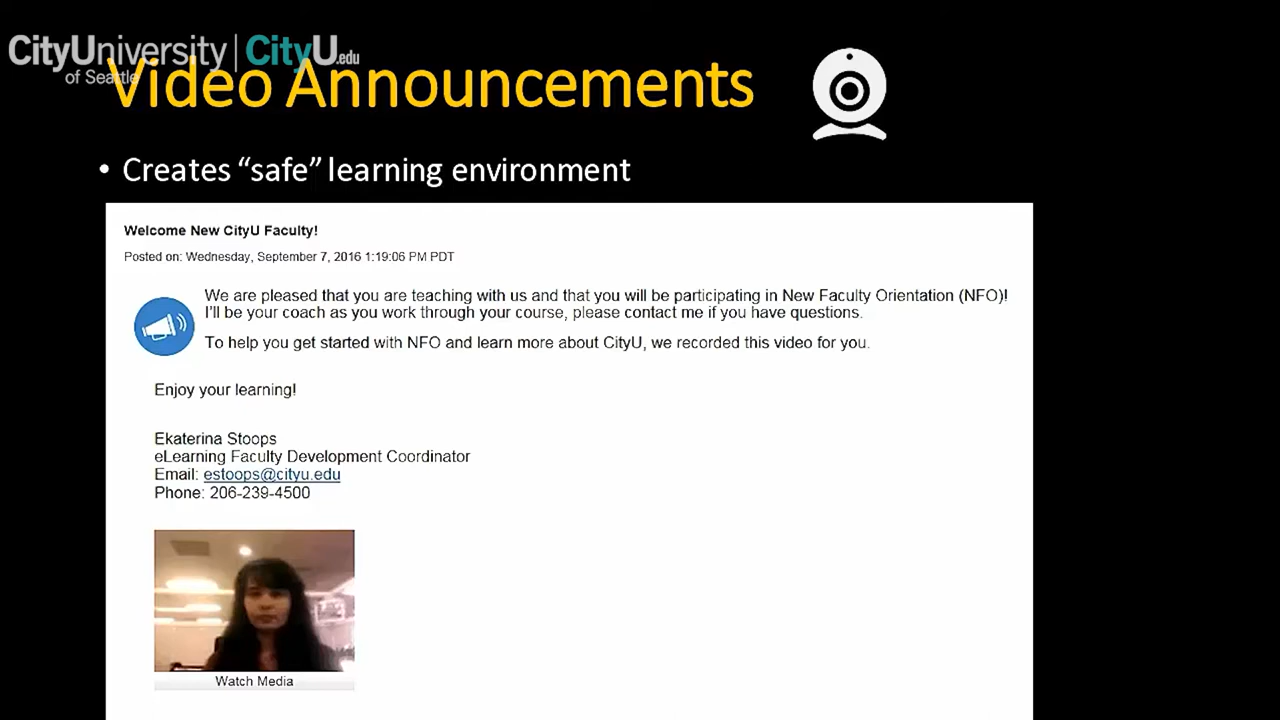 CityUniversity | CityU.edu
of Seattle
Video Announcements
• Creates “safe” learning environment
Welcome New CityU Faculty!
Posted on: Wednesday, September 7, 2016 1:19:06 PM PDT
We are pleased that you are teaching with us and that you will be participating in New Faculty Orientation (NFO)!
I'll be your coach as you work through your course, please contact me if you have questions.
To help you get started with NFO and learn more about CityU, we recorded this video for you.
Enjoy your learning!
Ekaterina Stoops
eLearning Faculty Development Coordinator
Email: estoops@cityu.edu
Phone: 206-239-4500
Watch Media